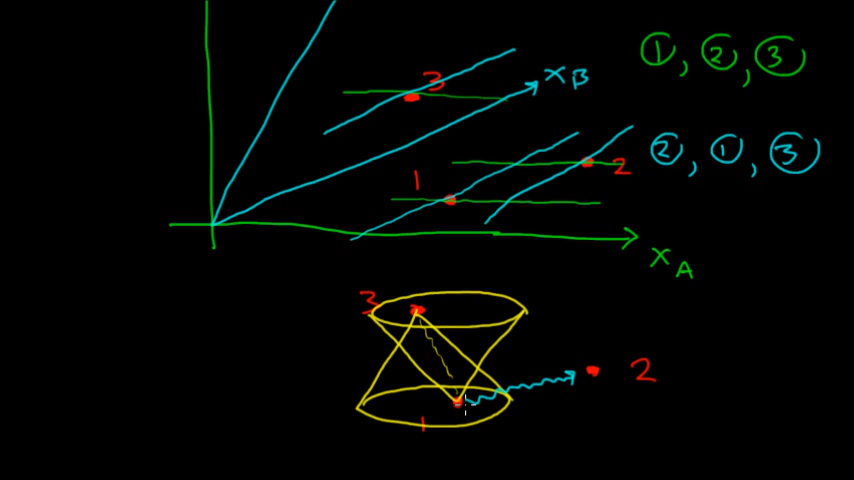 ①, ②, ③
3
x_B
②, ①, ③
1
2
x_A
3
2
1